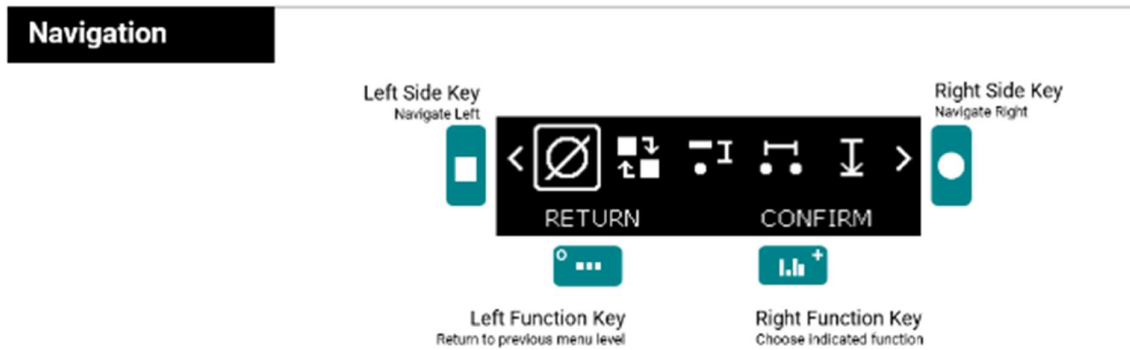 Navigation
Left Side Key
Navigate Left
Right Side Key
Navigate Right
RETURN
CONFIRM
Left Function Key
Return to previous menu level
Right Function Key
Choose indicated function